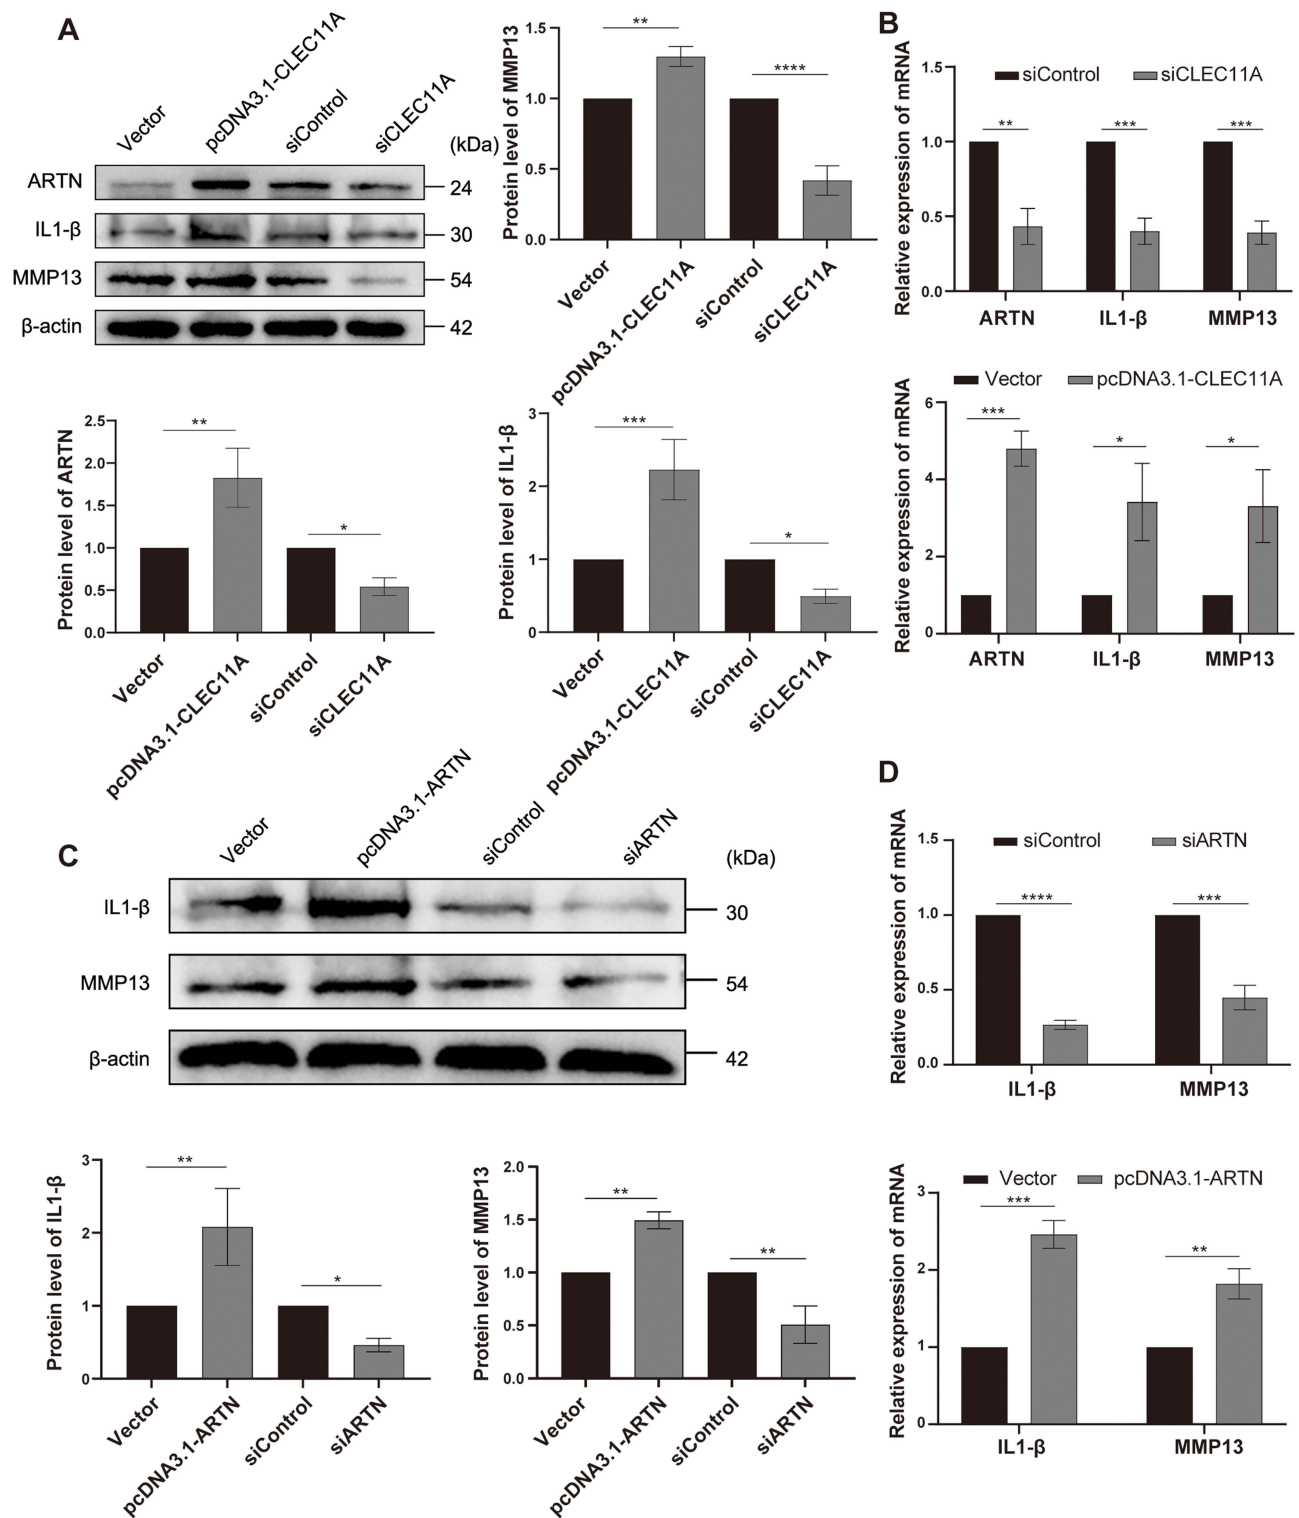 A
Vector
pcDNA3.1-CLEC11A
siControl
siCLEC11A
(kDa)
ARTN
24
IL1-β
30
MMP13
54
β-actin
42
Protein level of MMP13
1.5
1.0
0.5
0.0
**
****
Vector
pcDNA3.1-CLEC11A
siControl
siCLEC11A
B
Relative expression of mRNA
siControl
siCLEC11A
1.5
1.0
0.5
0.0
**
***
***
ARTN
IL1-β
MMP13
Protein level of ARTN
2.5
2.0
1.5
1.0
0.5
0.0
**
*
Vector
pcDNA3.1-CLEC11A
siControl
siCLEC11A
Protein level of IL1-β
3
2
1
0
***
*
Vector
pcDNA3.1-CLEC11A
siControl
siCLEC11A
Relative expression of mRNA
Vector
pcDNA3.1-CLEC11A
6
4
2
0
***
*
*
ARTN
IL1-β
MMP13
C
Vector
pcDNA3.1-ARTN
siControl
siARTN
(kDa)
IL1-β
30
MMP13
54
β-actin
42
D
Relative expression of mRNA
siControl
siARTN
1.5
1.0
0.5
0.0
****
***
IL1-β
MMP13
Protein level of IL1-β
3
2
1
0
**
*
Vector
pcDNA3.1-ARTN
siControl
siARTN
Protein level of MMP13
2.0
1.5
1.0
0.5
0.0
**
**
Vector
pcDNA3.1-ARTN
siControl
siARTN
Relative expression of mRNA
Vector
pcDNA3.1-ARTN
3
2
1
0
***
**
IL1-β
MMP13